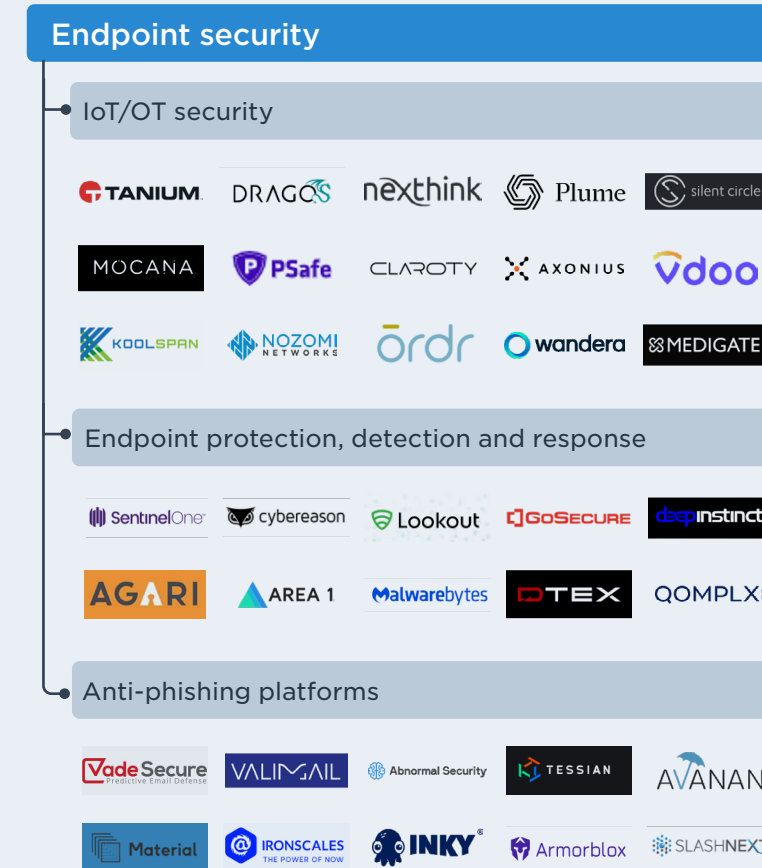 Endpoint security
IoT/OT security
TANIUM.
DRAGOS
nexthink
Plume
silent circle
MOCANA
PSafe
CLAROTY
AXONIUS
vdoo
KOOLSPAN
NOZOMI
NETWORKS
ōrdr
wandera
MEDIGATE
Endpoint protection, detection and response
SentinelOne
cybereason
Lookout
GOSECURE
deepinstinct
AGARI
AREA 1
Malwarebytes
DTEX
QOMPLX:
Anti-phishing platforms
Vade Secure
Predictive Email Defense
VALIMAIL
Abnormal Security
TESSIAN
AVANAN
Material
@ IRONSCALES
THE POWER OF NOW
INKY®
Armorblox
SLASHNEXT